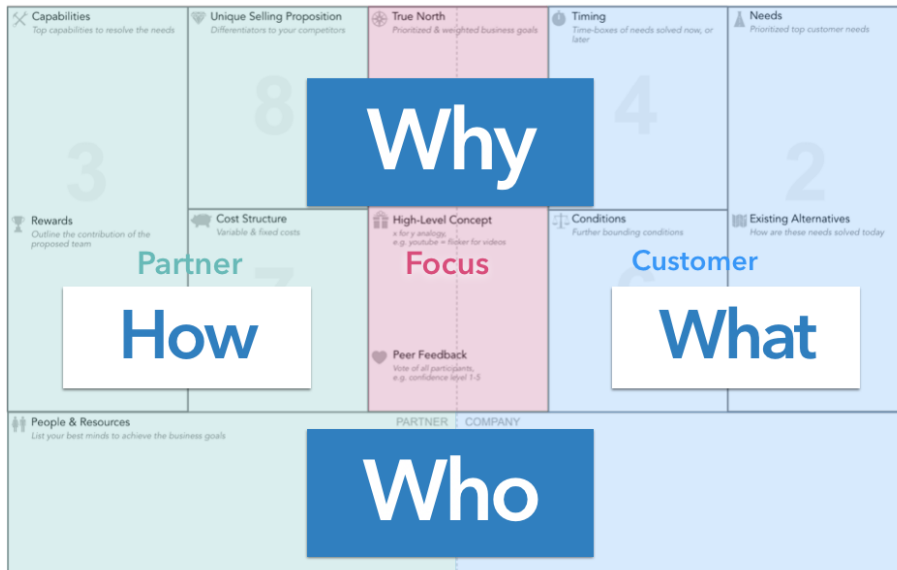 Capabilities
Top capabilities to resolve the needs
3
Rewards
Outline the contribution of the
proposed team
Unique Selling Proposition
Differentiators to your competitors
8
Cost Structure
Variable & fixed costs
7
True North
Prioritized & weighted business goals
Why
High-Level Concept
x for y analogy,
e.g. youtube = flicker for videos
Peer Feedback
Vote of all participants,
e.g. confidence level 1-5
Timing
Time-boxes of needs solved now, or
later
4
Conditions
Further bounding conditions
Needs
Prioritized top customer needs
2
Existing Alternatives
How are these needs solved today
Partner
Focus
Customer
How
What
People & Resources
List your best minds to achieve the business goals
PARTNER
COMPANY
Who